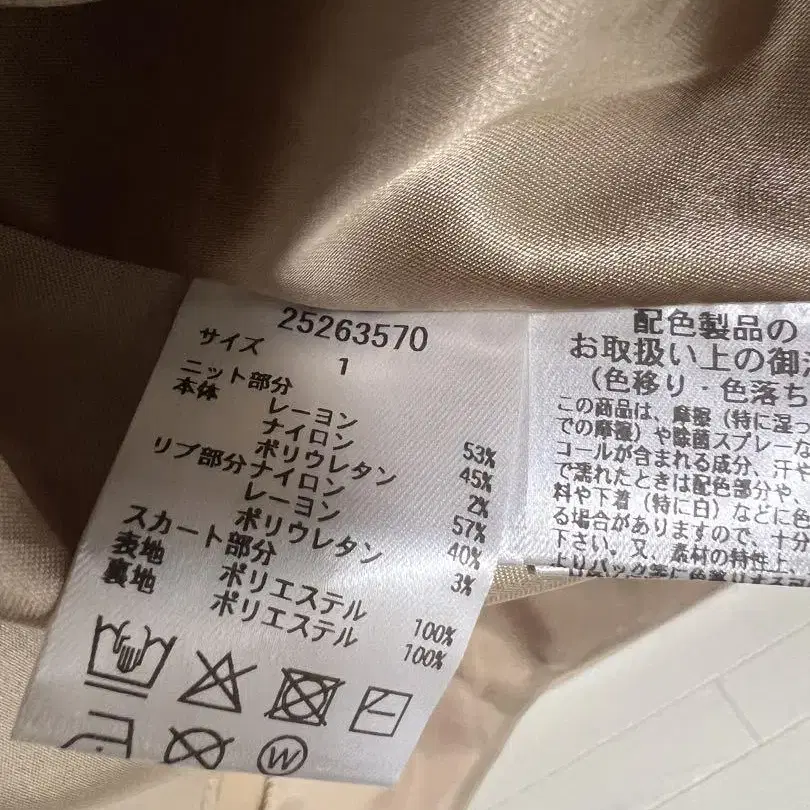 25263570
サイズ 1
ニット部分
本体 レーヨン 53%
ナイロン 45%
ポリウレタン 2%
リブ部分 ナイロン 57%
レーヨン 40%
ポリウレタン 3%
スカート部分
表地 ポリエステル 100%
裏地 ポリエステル 100%
W
配色製品の
お取扱い上の御
(色移り・色落ち
この商品は、摩擦(特に湿っ
での摩擦)や除菌スプレーな
コールが含まれる成分、汗や
で濡れたときは配色部分や、
料や下着(特に白)などに色
る場合がありますので、十分
下さい。又、素材の特性上、